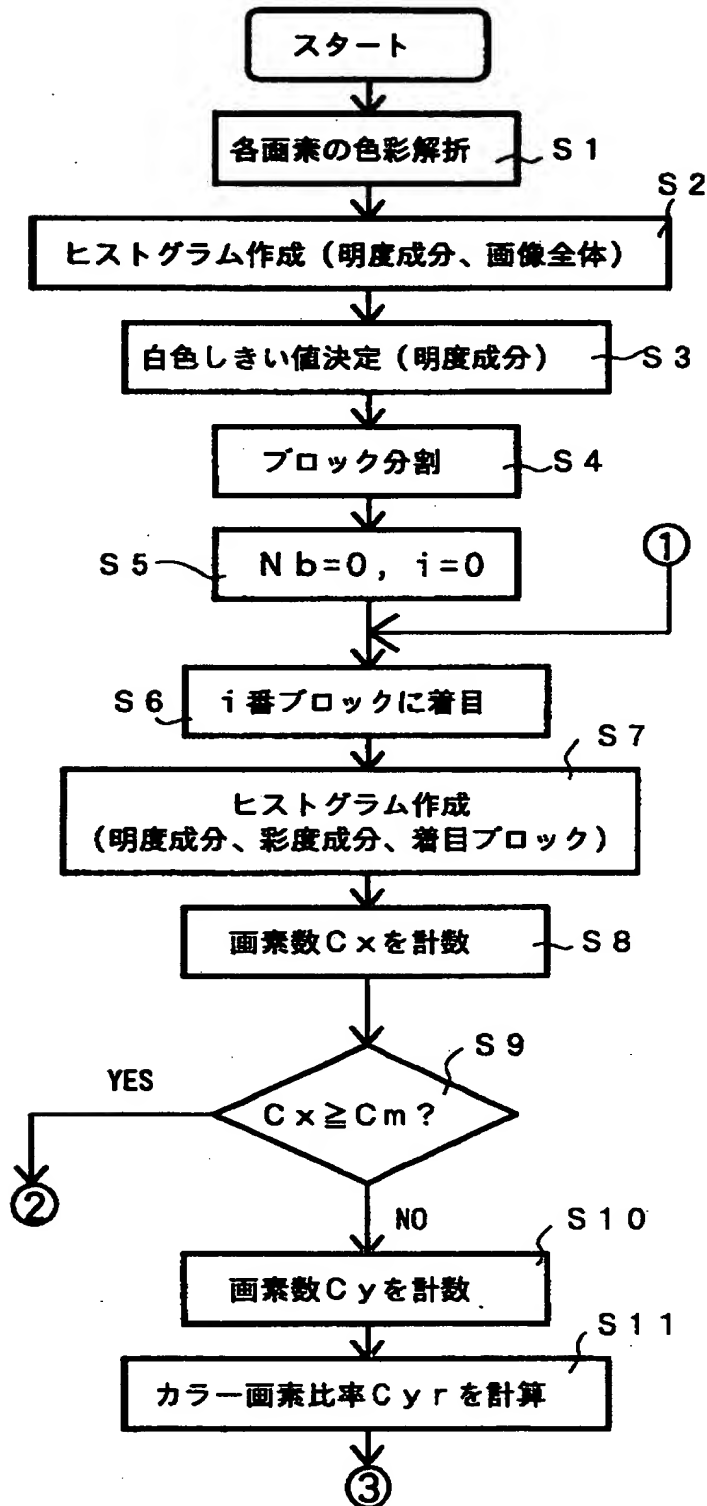 スタート
各画素の色彩解折 S1
S2
ヒストグラム作成（明度成分、画像全体）
白色しきい値決定（明度成分） S3
ブロック分割 S4
S5 Nb=0, i=0
①
S6 i番ブロックに着目
S7
ヒストグラム作成
（明度成分、彩度成分、着目ブロック）
画素数Cxを計数 S8
S9
YES
Cx≧Cm?
②
NO
S10
画素数Cyを計数
S11
カラー画素比率Cyrを計算
③